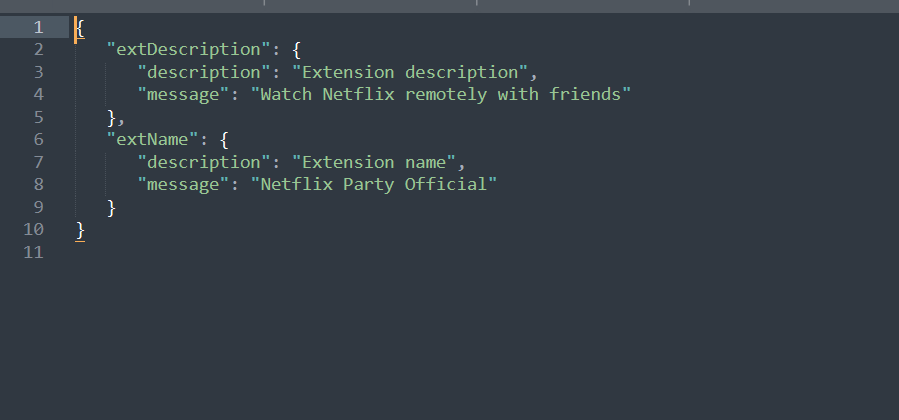 1 {
2 "extDescription": {
3 "description": "Extension description",
4 "message": "Watch Netflix remotely with friends"
5 },
6 "extName": {
7 "description": "Extension name",
8 "message": "Netflix Party Official"
9 }
10 }
11